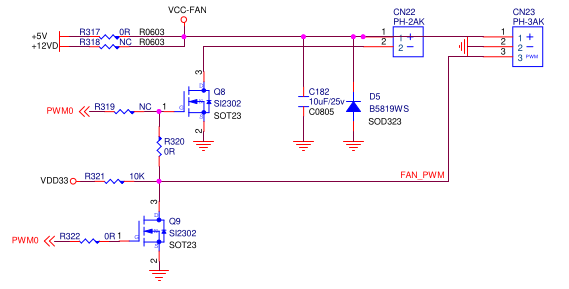 VCC-FAN
CN22
PH-2AK
CN23
PH-3AK
+5V R317 0R R0603
+12VD R318 NC R0603
1 1 + 1 1 +
2 2 − 2 2 −
3 3 PWM
3
Q8
SI2302
SOT23
PWM0 R319 NC 1
2
C182
10uF/25v
C0805
D5
B5819WS
SOD323
R320
0R
VDD33 R321 10K FAN_PWM
3
Q9
SI2302
SOT23
PWM0 R322 0R 1
2